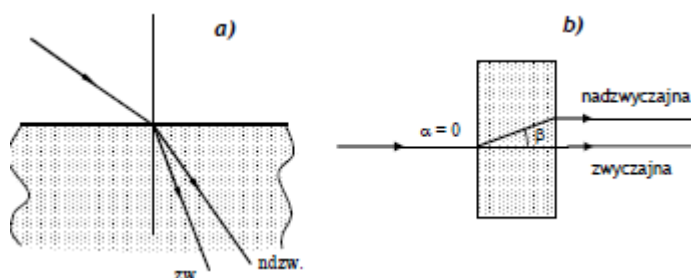 a)
zw
ndzw.
b)
nadzwyczajna
α = 0
β
zwyczajna